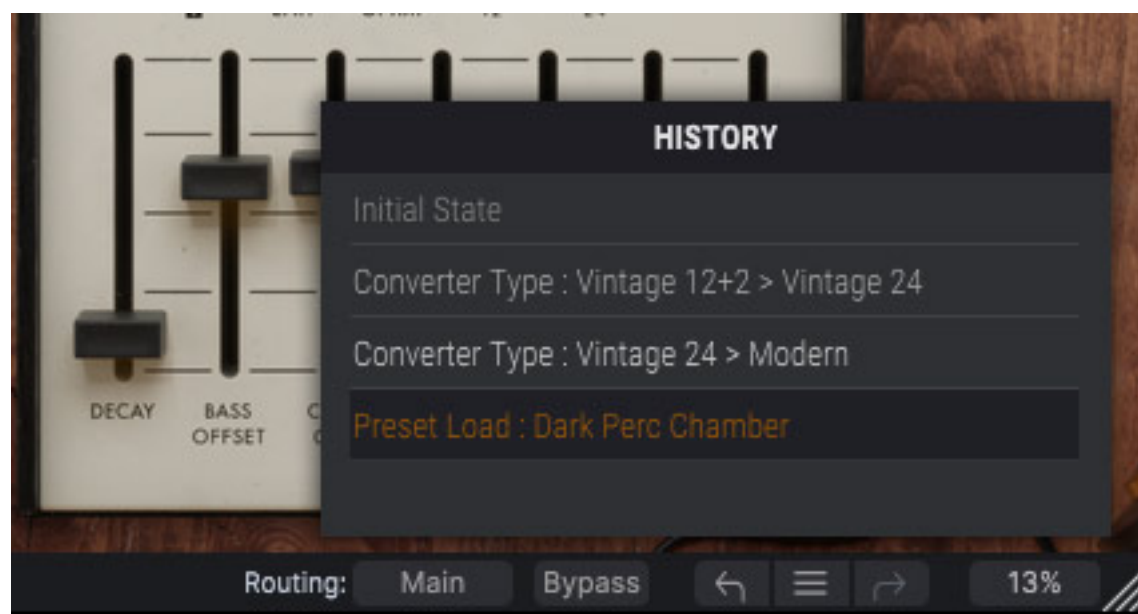 HISTORY
Initial State
Converter Type : Vintage 12+2 > Vintage 24
Converter Type : Vintage 24 > Modern
Preset Load : Dark Perc Chamber
DECAY
BASS
OFFSET
Routing: Main Bypass 13%